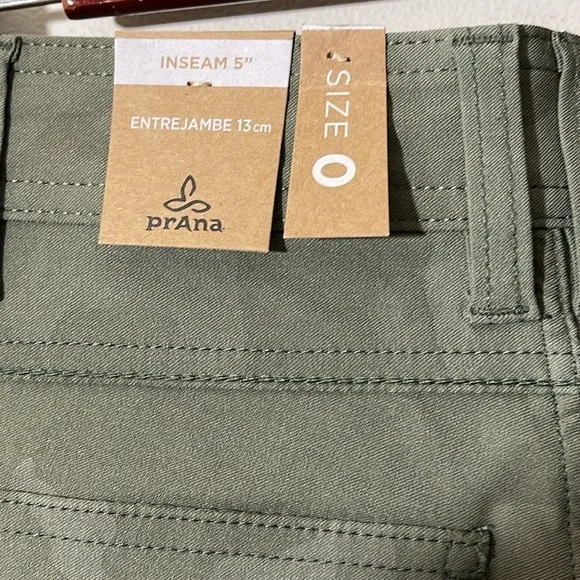 INSEAM 5”
ENTREJAMBE 13cm
prAna
SIZE 0